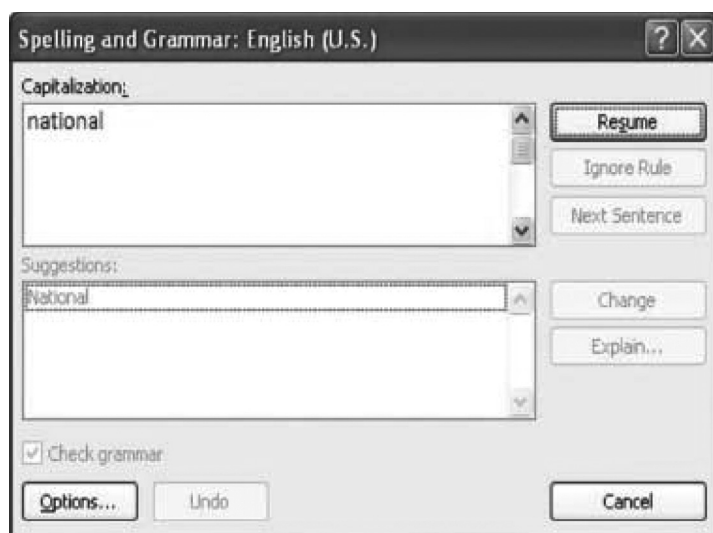 Spelling and Grammar: English (U.S.)
Capitalization:
national
Resume
Ignore Rule
Next Sentence
Suggestions:
National
Change
Explain...
Check grammar
Options...
Undo
Cancel